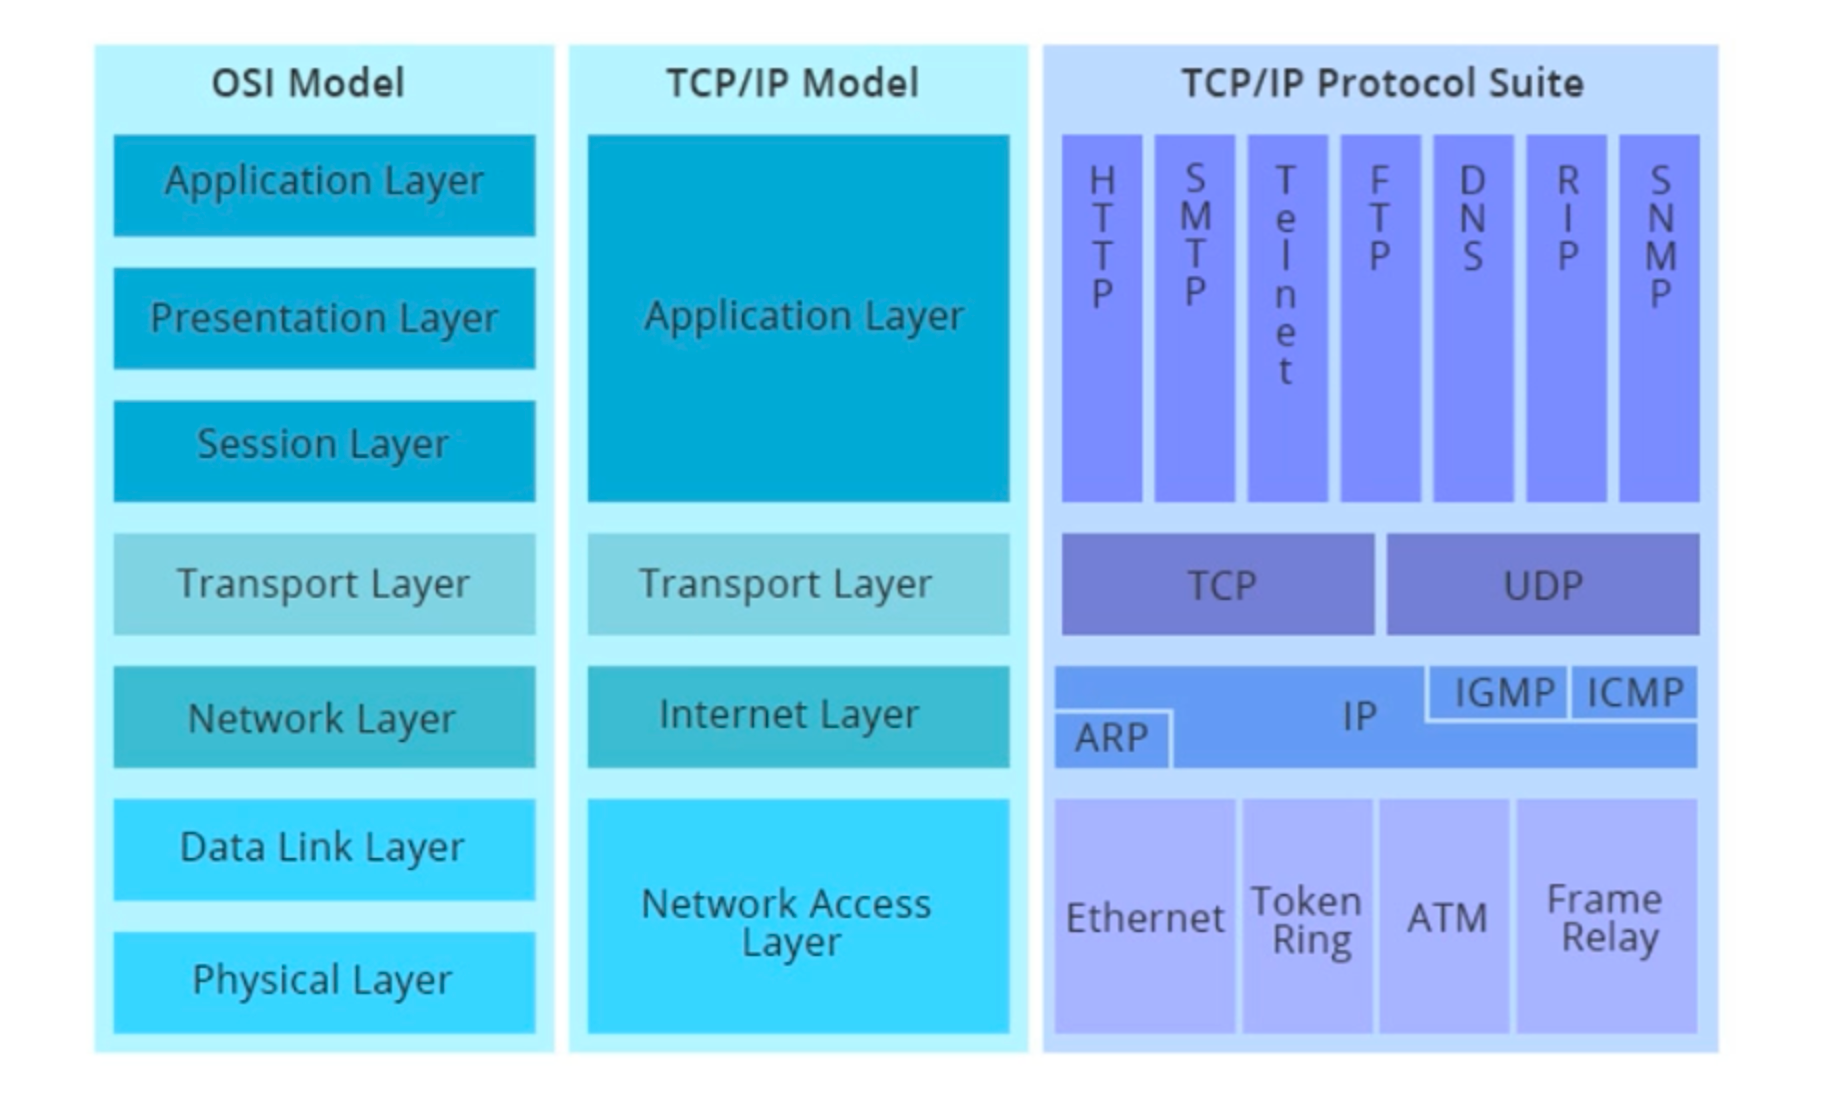 OSI Model
Application Layer
Presentation Layer
Session Layer
Transport Layer
Network Layer
Data Link Layer
Physical Layer
TCP/IP Model
Application Layer
Transport Layer
Internet Layer
Network Access
Layer
TCP/IP Protocol Suite
HTTP
SMTP
Telnet
FTP
DNS
RIP
SNMP
TCP
UDP
ARP
IP
IGMP
ICMP
Ethernet
Token
Ring
ATM
Frame
Relay